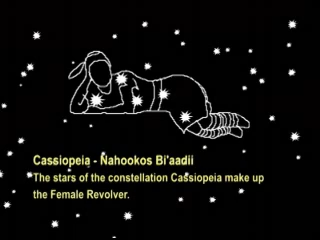 Cassiopeia - Nahookos Bi'aadii
The stars of the constellation Cassiopeia make up
the Female Revolver.